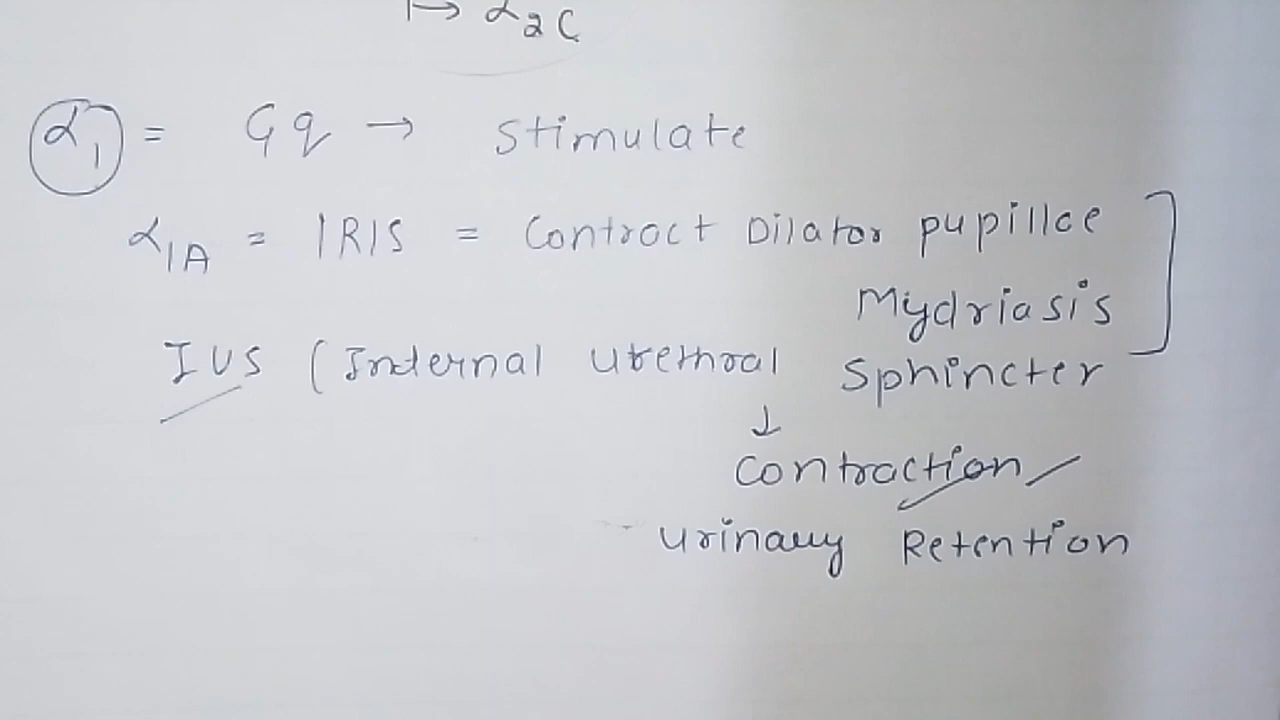 ↦ α2C
α1 = Gq → Stimulate
α1A = IRIS = Contract Dilator pupillae
Mydriasis
IUS (Internal Urethral Sphincter
↓
Contraction
Urinary Retention